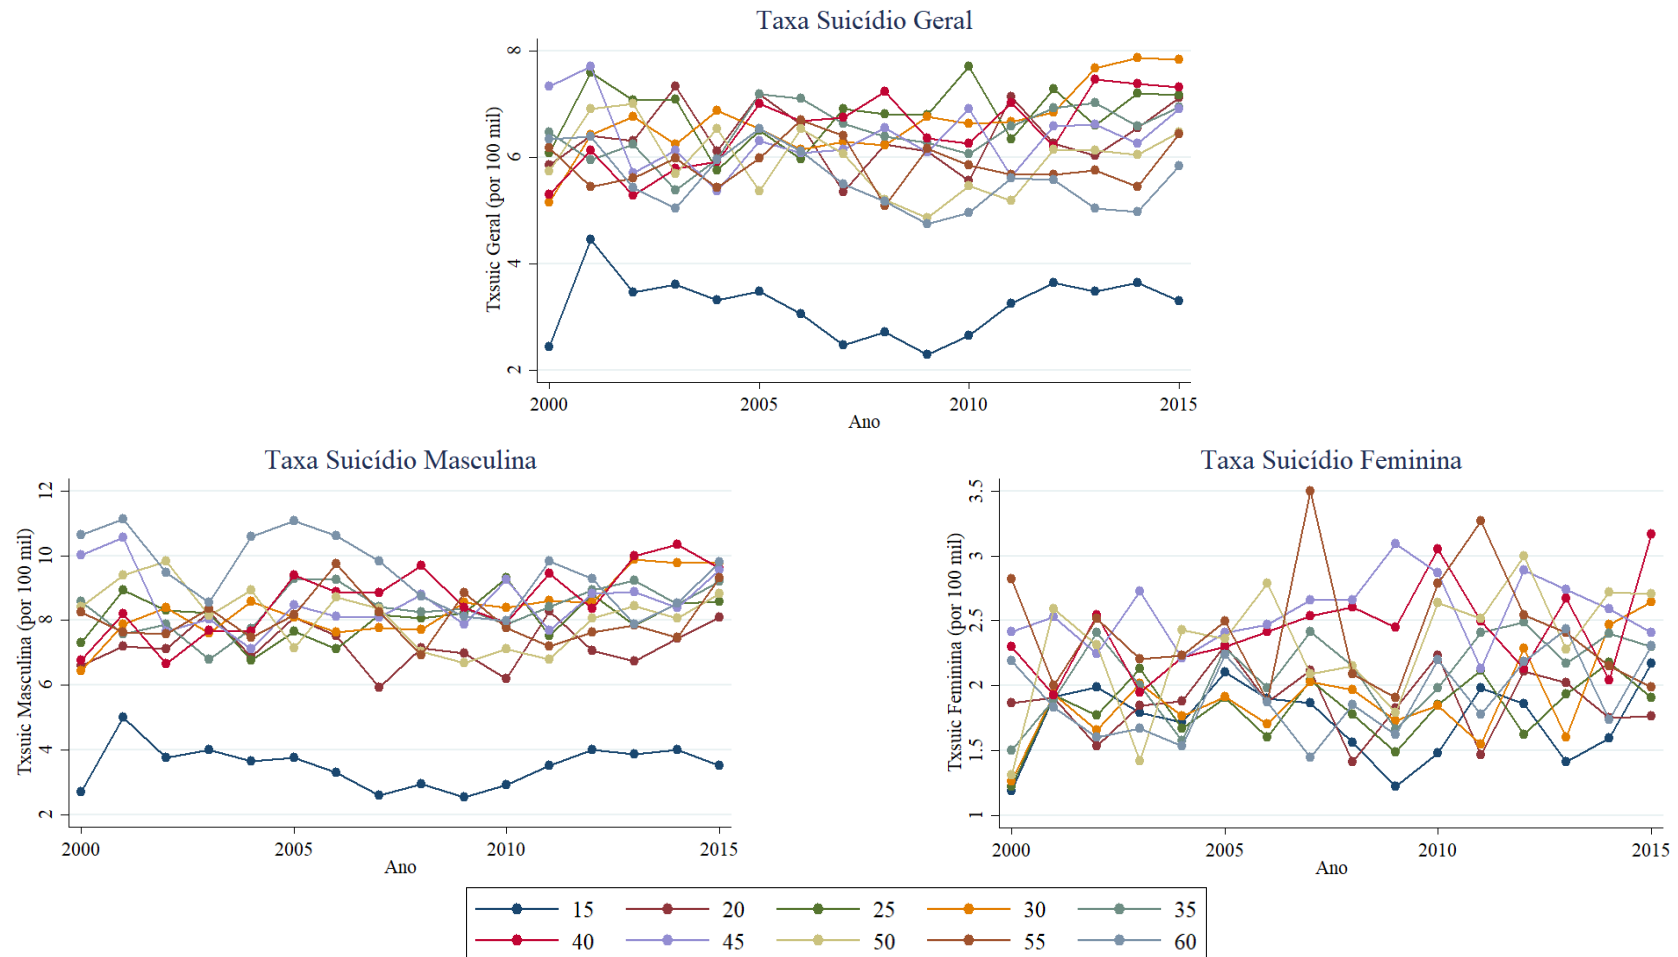 Taxa Suicídio Geral
Txsuic Geral (por 100 mil)
8
6
4
2
2000 2005 2010 2015
Ano
Taxa Suicídio Masculina
Txsuic Masculina (por 100 mil)
12
10
8
6
4
2
2000 2005 2010 2015
Ano
Taxa Suicídio Feminina
Txsuic Feminina (por 100 mil)
3.5
3
2.5
2
1.5
1
2000 2005 2010 2015
Ano
15 20 25 30 35
40 45 50 55 60